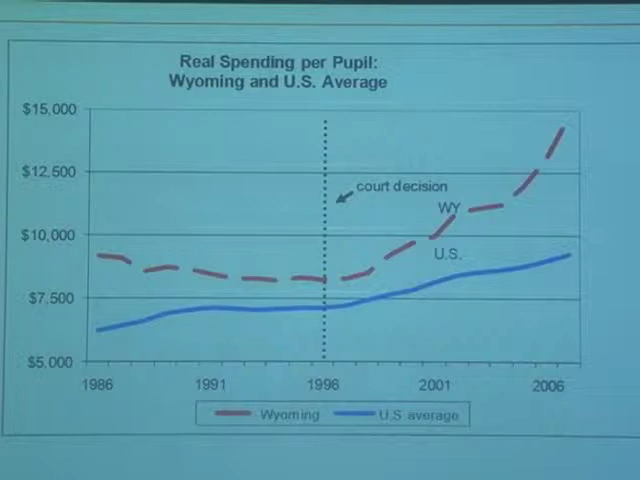 Real Spending per Pupil:
Wyoming and U.S. Average
$15,000
$12,500
$10,000
$7,500
$5,000
court decision
WY
U.S.
1986 1991 1996 2001 2006
Wyoming U.S. average